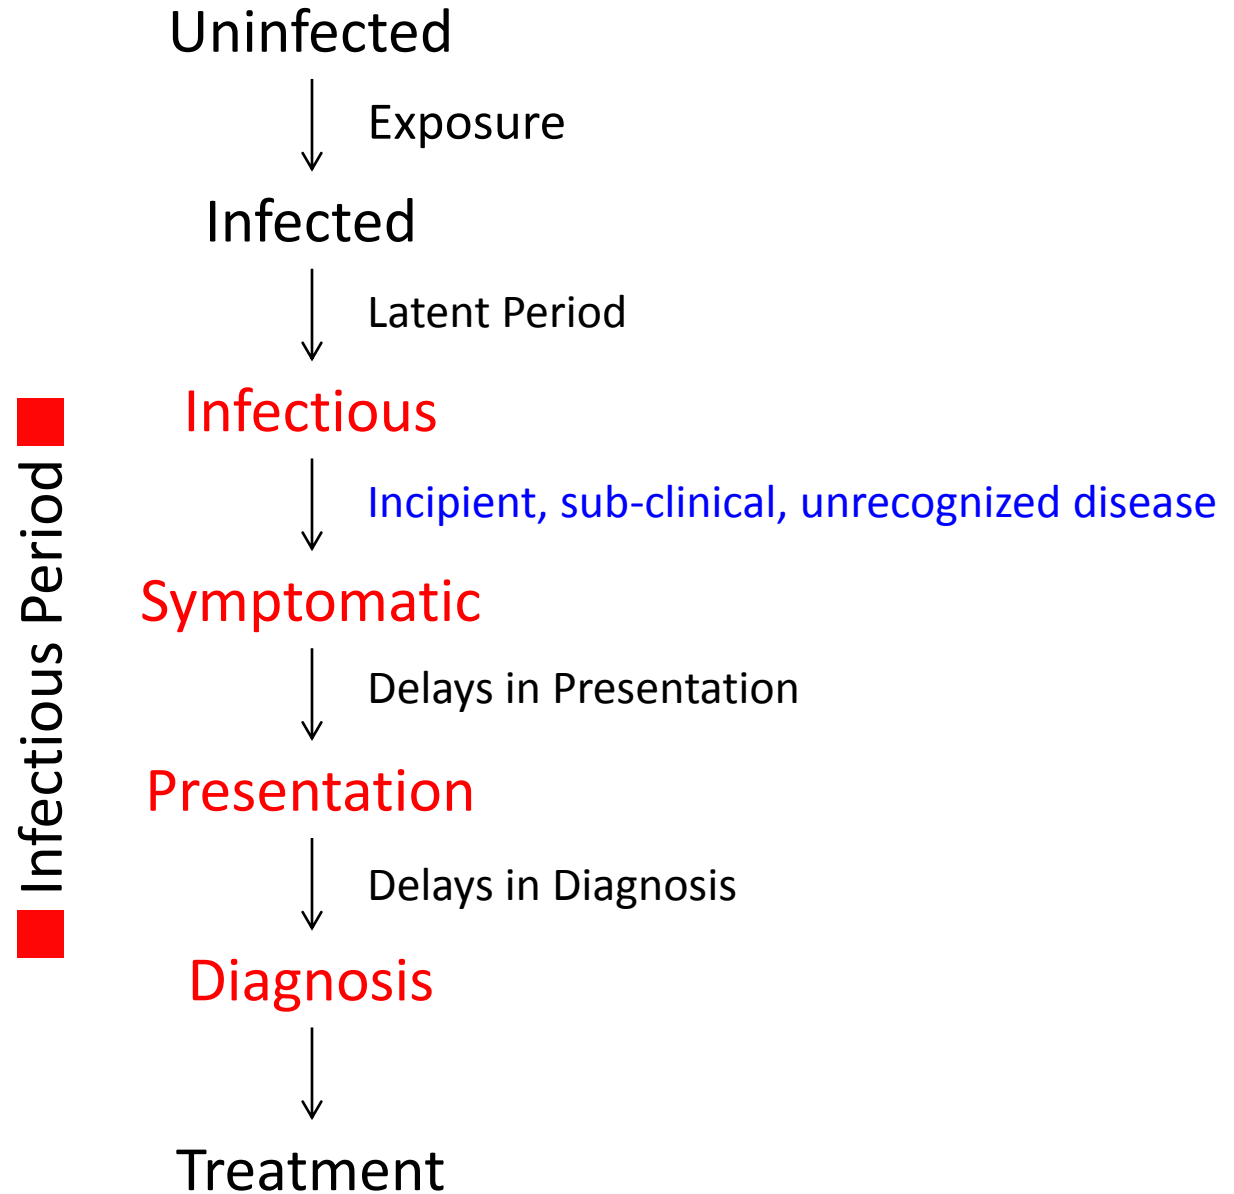 Uninfected
Exposure
Infected
Latent Period
Infectious
Incipient, sub-clinical, unrecognized disease
Symptomatic
Delays in Presentation
Presentation
Delays in Diagnosis
Diagnosis
Treatment
Infectious Period